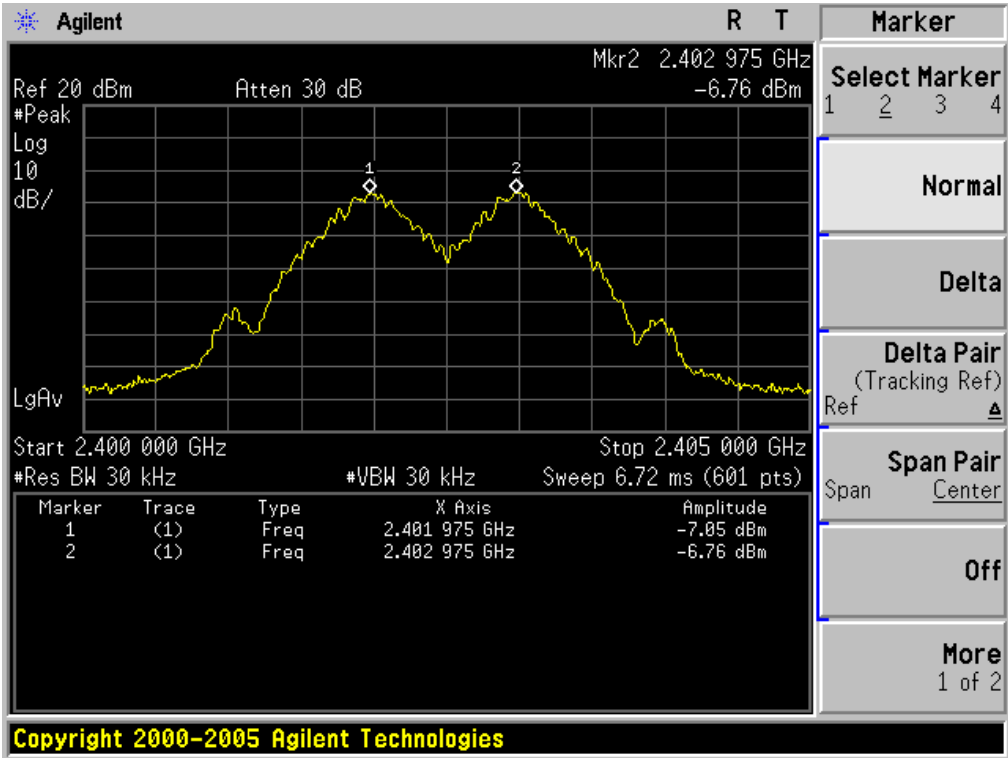 Agilent
R T
Marker
Mkr2 2.402 975 GHz
Ref 20 dBm Atten 30 dB -6.76 dBm
#Peak
Log
10
dB/
1
2
LgAv
Start 2.400 000 GHz Stop 2.405 000 GHz
#Res BW 30 kHz #VBW 30 kHz Sweep 6.72 ms (601 pts)
Marker Trace Type X Axis Amplitude
1 (1) Freq 2.401 975 GHz -7.05 dBm
2 (1) Freq 2.402 975 GHz -6.76 dBm
Select Marker
1 2 3 4
Normal
Delta
Delta Pair
(Tracking Ref)
Ref Δ
Span Pair
Span Center
Off
More
1 of 2
Copyright 2000-2005 Agilent Technologies